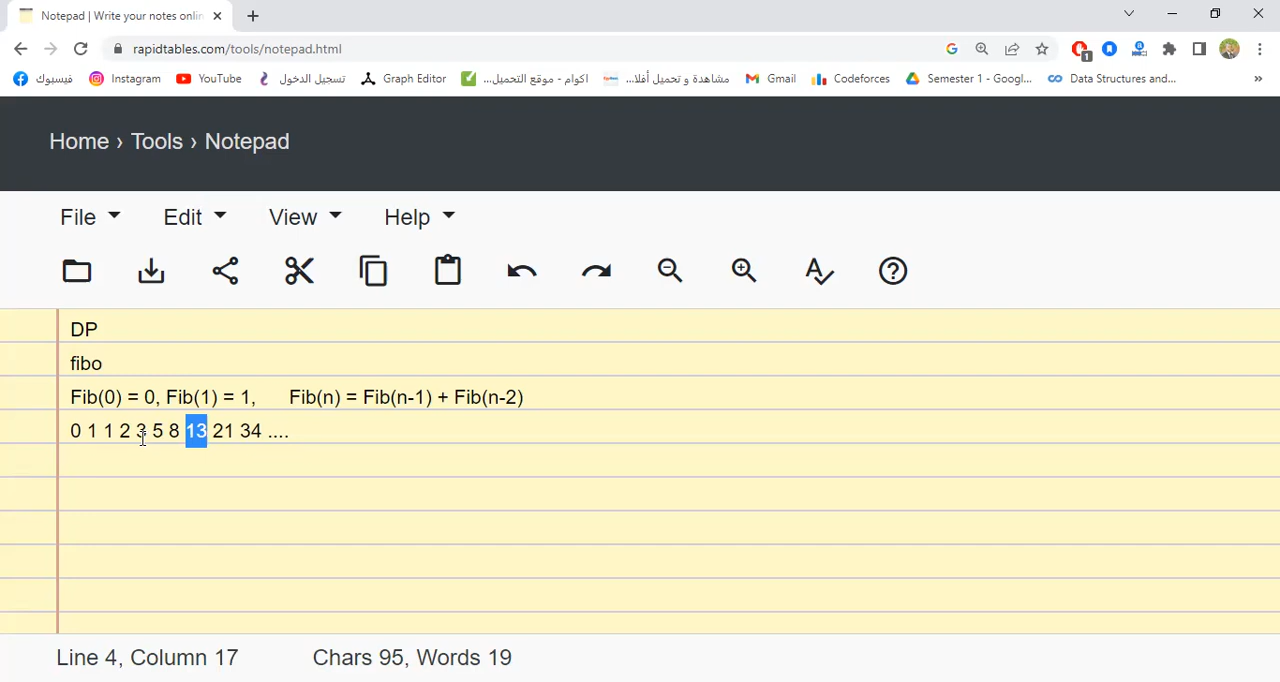 Notepad | Write your notes onlin
rapidtables.com/tools/notepad.html
1
فيسبوك
Instagram
YouTube
تسجيل الدخول
Graph Editor
اكوام - موقع التحميل...
مشاهدة و تحميل أفلا...
Gmail
Codeforces
Semester 1 - Googl...
Data Structures and...
»
Home › Tools › Notepad
File Edit View Help
DP
fibo
Fib(0) = 0, Fib(1) = 1, Fib(n) = Fib(n-1) + Fib(n-2)
0 1 1 2 3 5 8 13 21 34 ....
Line 4, Column 17 Chars 95, Words 19